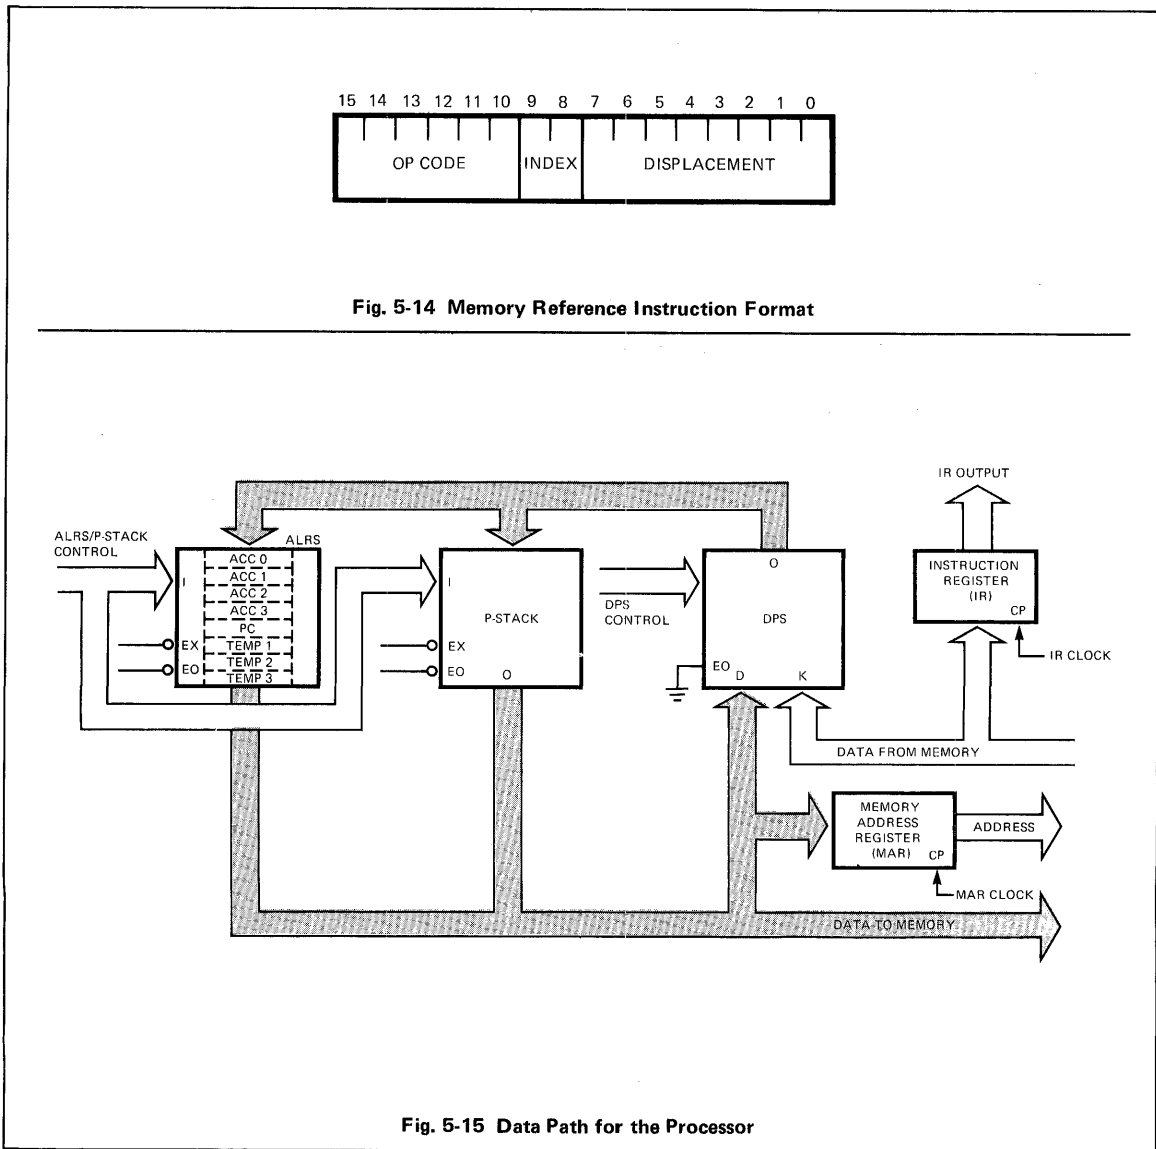 15 14 13 12 11 10 9 8 7 6 5 4 3 2 1 0
OP CODE INDEX DISPLACEMENT
Fig. 5-14 Memory Reference Instruction Format
IR OUTPUT
ALRS/P-STACK
CONTROL
ALRS
I
ACC 0
ACC 1
ACC 2
ACC 3
PC
TEMP 1
TEMP 2
TEMP 3
EX
EO
I
P-STACK
EX
EO
O
DPS
CONTROL
O
DPS
EO
D
K
INSTRUCTION
REGISTER
(IR)
CP
IR CLOCK
DATA FROM MEMORY
MEMORY
ADDRESS
REGISTER
(MAR)
CP
ADDRESS
MAR CLOCK
DATA TO MEMORY
Fig. 5-15 Data Path for the Processor